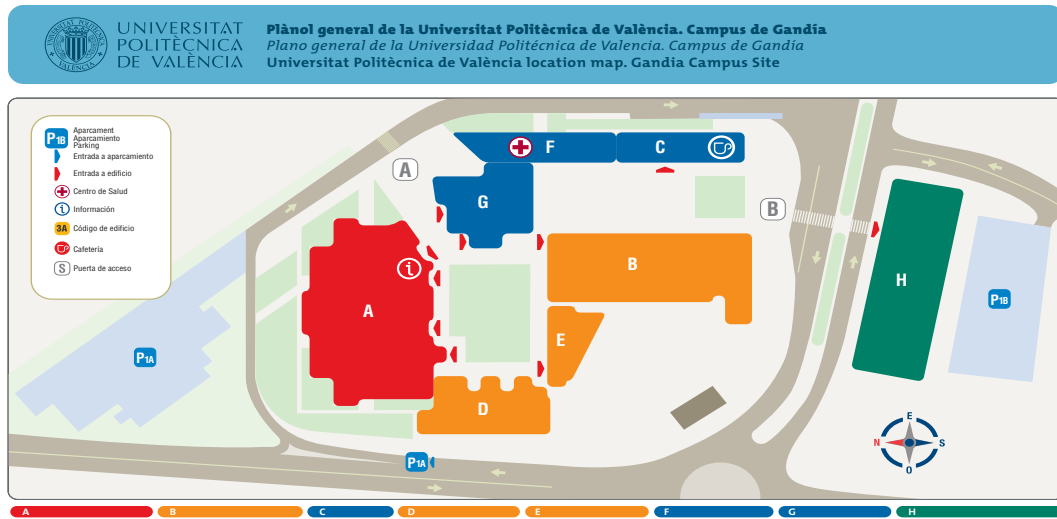 UNIVERSITAT
POLITÈCNICA
DE VALÈNCIA
Plànol general de la Universitat Politècnica de València. Campus de Gandia
Plano general de la Universidad Politécnica de Valencia. Campus de Gandia
Universitat Politècnica de València location map. Gandia Campus Site
P1B
Aparcament
Aparcamiento
Parking
Entrada a aparcamiento
Entrada a edificio
Centro de Salud
i Información
3A Código de edificio
Cafetería
S Puerta de acceso
A
F
C
G
B
B
i
A
H
P1B
E
P1A
D
P1A
E
N
S
O
A
B
C
D
E
F
G
H